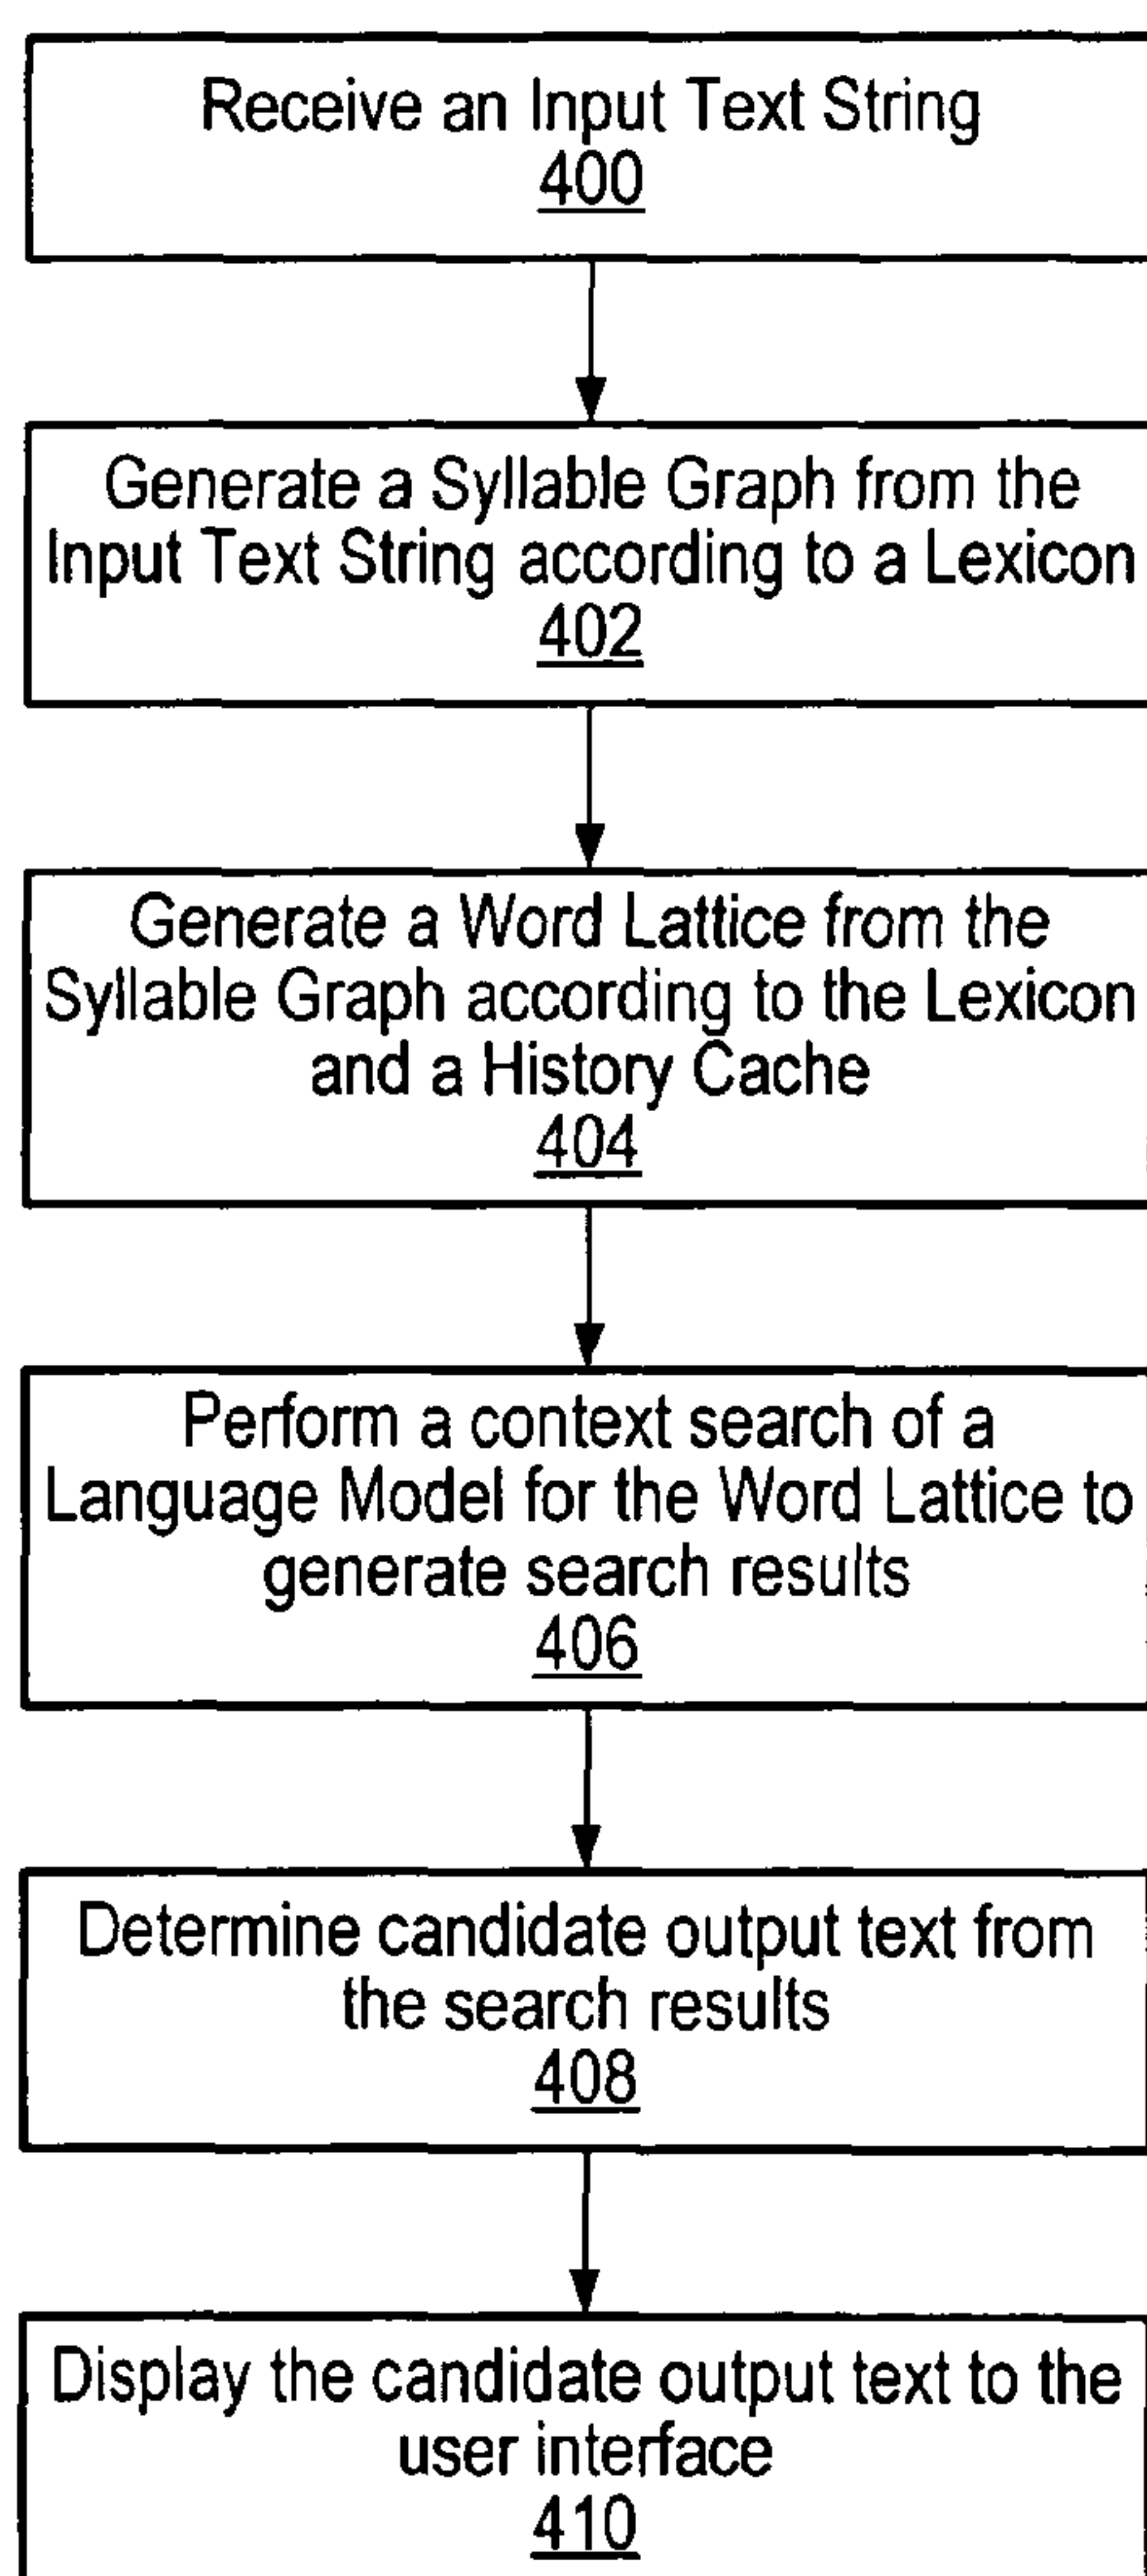 Receive an Input Text String
400
Generate a Syllable Graph from the
Input Text String according to a Lexicon
402
Generate a Word Lattice from the
Syllable Graph according to the Lexicon
and a History Cache
404
Perform a context search of a
Language Model for the Word Lattice to
generate search results
406
Determine candidate output text from
the search results
408
Display the candidate output text to the
user interface
410